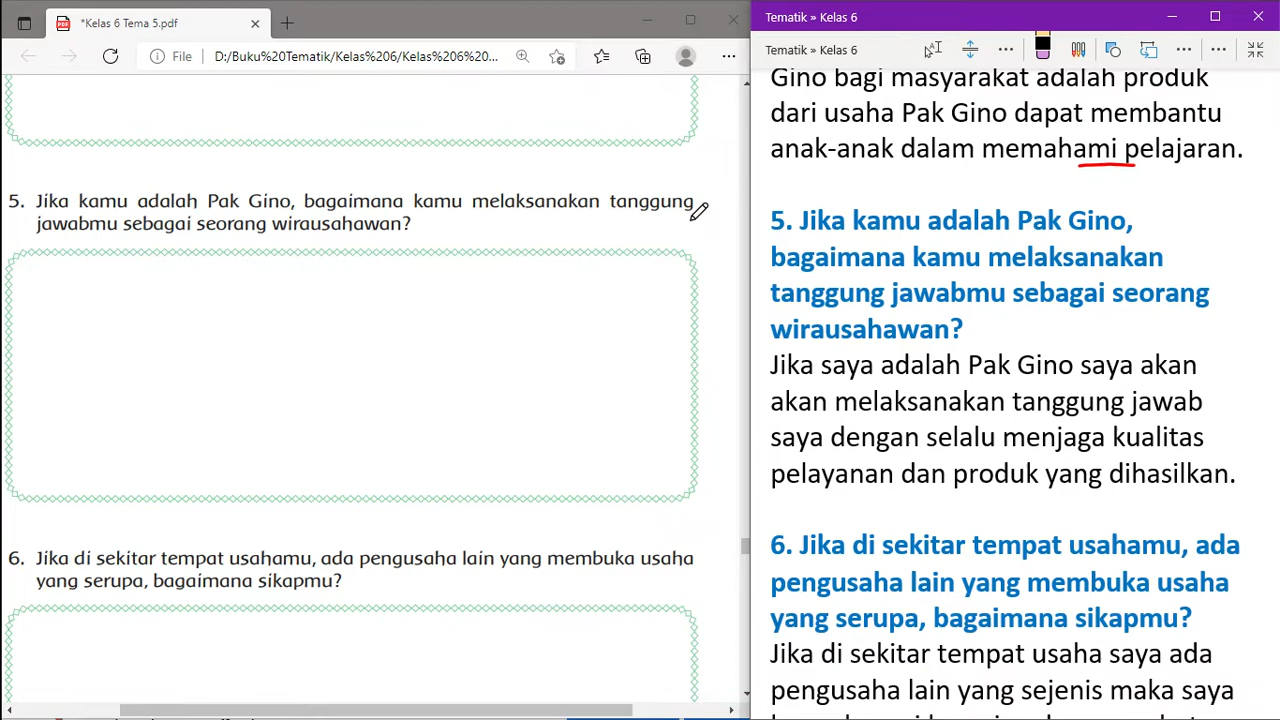 *Kelas 6 Tema 5.pdf
File
D:/Buku%20Tematik/Kelas%206/Kelas%206%20...
5. Jika kamu adalah Pak Gino, bagaimana kamu melaksanakan tanggung
jawabmu sebagai seorang wirausahawan?
6. Jika di sekitar tempat usahamu, ada pengusaha lain yang membuka usaha
yang serupa, bagaimana sikapmu?
Tematik » Kelas 6
Tematik » Kelas 6
Gino bagi masyarakat adalah produk
dari usaha Pak Gino dapat membantu
anak-anak dalam memahami pelajaran.
5. Jika kamu adalah Pak Gino,
bagaimana kamu melaksanakan
tanggung jawabmu sebagai seorang
wirausahawan?
Jika saya adalah Pak Gino saya akan
akan melaksanakan tanggung jawab
saya dengan selalu menjaga kualitas
pelayanan dan produk yang dihasilkan.
6. Jika di sekitar tempat usahamu, ada
pengusaha lain yang membuka usaha
yang serupa, bagaimana sikapmu?
Jika di sekitar tempat usaha saya ada
pengusaha lain yang sejenis maka saya